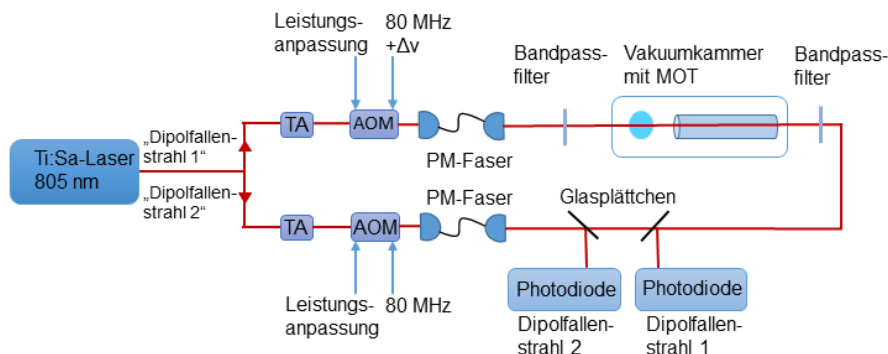 Leistungs-
anpassung
80 MHz
+Δν
Bandpass-
filter
Vakuumkammer
mit MOT
Bandpass-
filter
„Dipolfallen-
strahl 1“
TA
AOM
PM-Faser
Ti:Sa-Laser
805 nm
„Dipolfallen-
strahl 2“
TA
AOM
PM-Faser
Glasplättchen
Leistungs-
anpassung
80 MHz
Photodiode
Dipolfallen-
strahl 2
Photodiode
Dipolfallen-
strahl 1